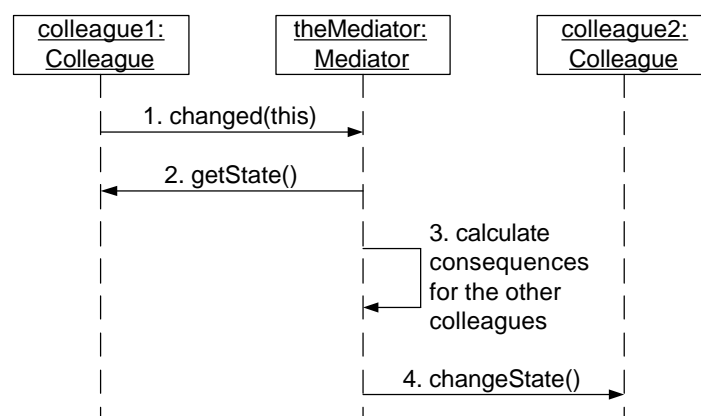 colleague1:
Colleague
theMediator:
Mediator
colleague2:
Colleague
1. changed(this)
2. getState()
3. calculate
consequences
for the other
colleagues
4. changeState()